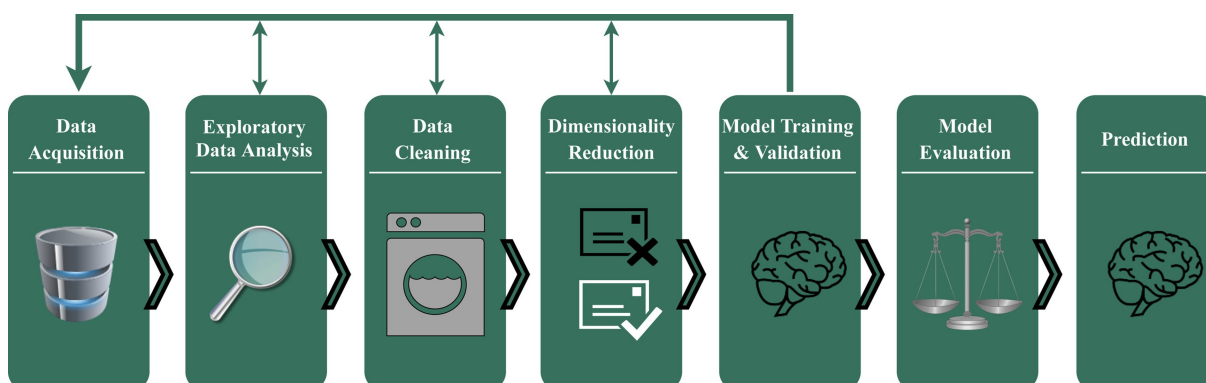 Data
Acquisition
Exploratory
Data Analysis
Data
Cleaning
Dimensionality
Reduction
Model Training
& Validation
Model
Evaluation
Prediction